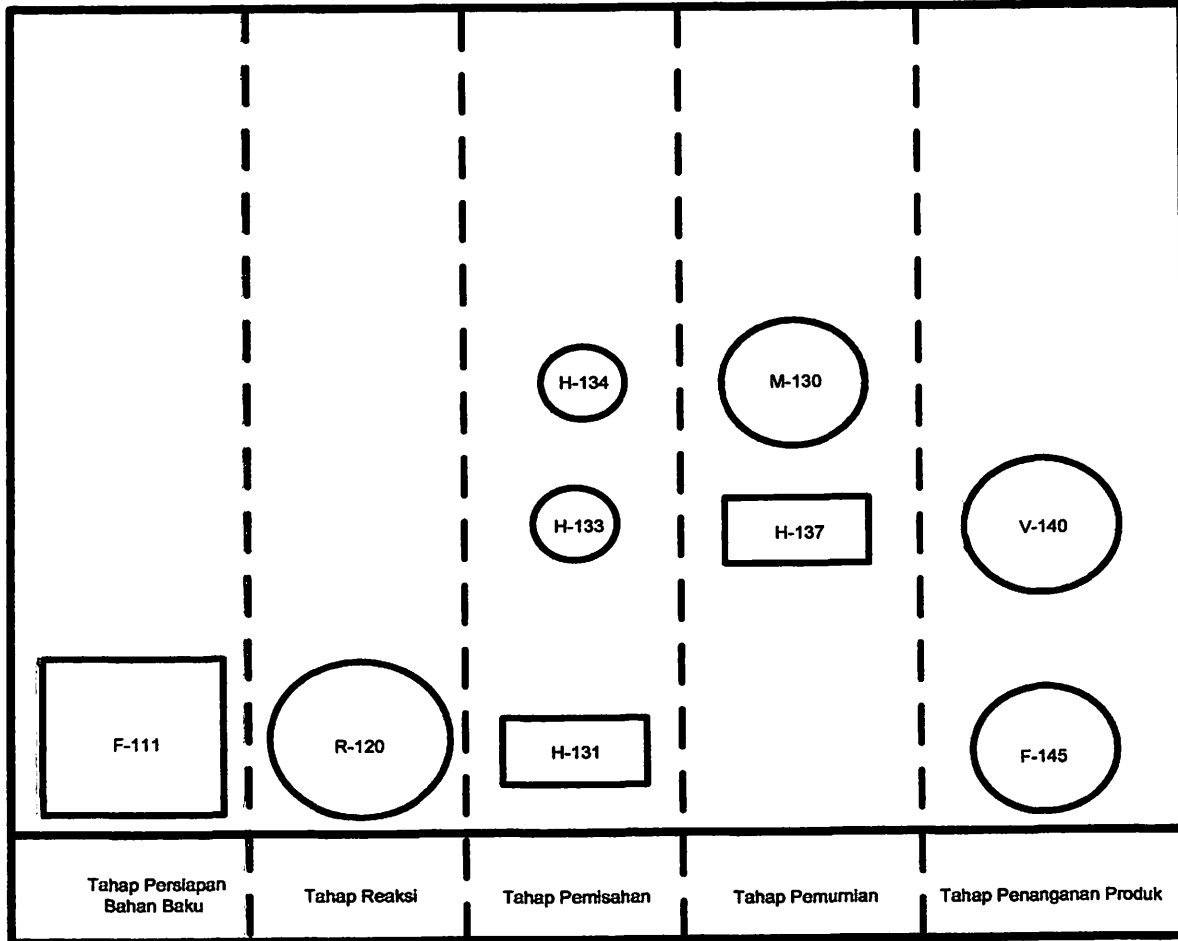 H-134
M-130
H-133
H-137
V-140
F-111
R-120
H-131
F-145
Tahap Persiapan
Bahan Baku
Tahap Reaksi
Tahap Pemisahan
Tahap Pemurnian
Tahap Penanganan Produk